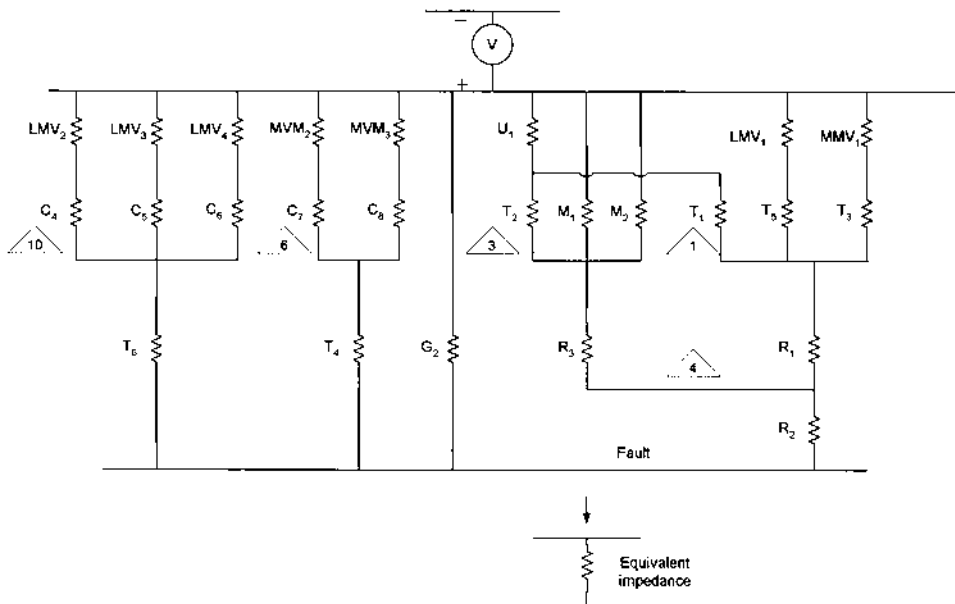 −
V
+
LMV₂ LMV₃ LMV₄ MVM₂ MVM₃ U₁ LMV₁ MMV₁
C₄ C₅ C₆ C₇ C₈ T₂ M₁ M₂ T₁ T₅ T₃
10 6 3 1
T₆ T₄ G₂ R₃ R₁
4
R₂
Fault
Equivalent
impedance